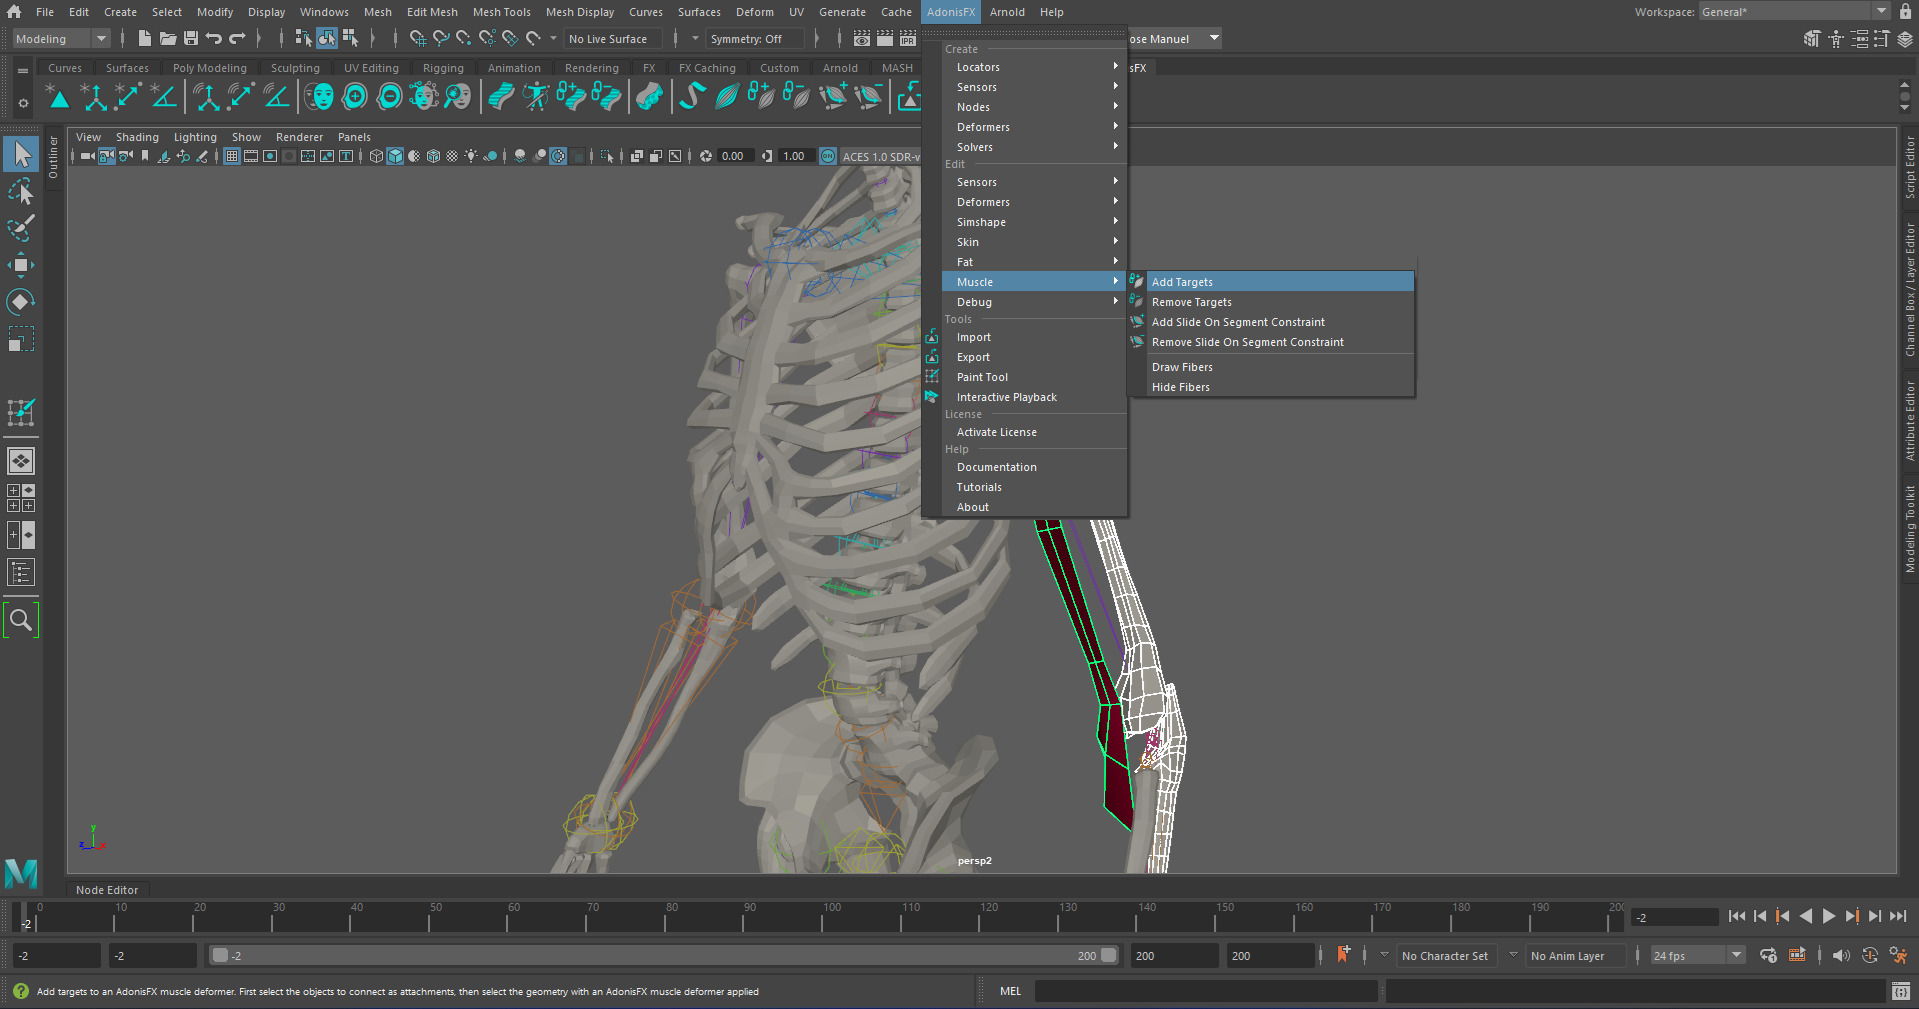 File Edit Create Select Modify Display Windows Mesh Edit Mesh Mesh Tools Mesh Display Curves Surfaces Deform UV Generate Cache AdonisFX Arnold Help Workspace: General*
Modeling No Live Surface Symmetry: Off IPR ose Manuel
Curves Surfaces Poly Modeling Sculpting UV Editing Rigging Animation Rendering FX FX Caching Custom Arnold MASH sFX
View Shading Lighting Show Renderer Panels
0.00 1.00 ON ACES 1.0 SDR-v
Outliner
Create
Locators
Sensors
Nodes
Deformers
Solvers
Edit
Sensors
Deformers
Simshape
Skin
Fat
Muscle
Debug
Tools
Import
Export
Paint Tool
Interactive Playback
License
Activate License
Help
Documentation
Tutorials
About
Add Targets
Remove Targets
Add Slide On Segment Constraint
Remove Slide On Segment Constraint
Draw Fibers
Hide Fibers
Script Editor
Channel Box / Layer Editor
Attribute Editor
Modeling Toolkit
y
z x
persp2
M
Node Editor
0 10 20 30 40 50 60 70 80 90 100 110 120 130 140 150 160 170 180 190 200
-2 -2
-2 -2 -2 200 200 200 No Character Set No Anim Layer 24 fps
Add targets to an AdonisFX muscle deformer. First select the objects to connect as attachments, then select the geometry with an AdonisFX muscle deformer applied MEL